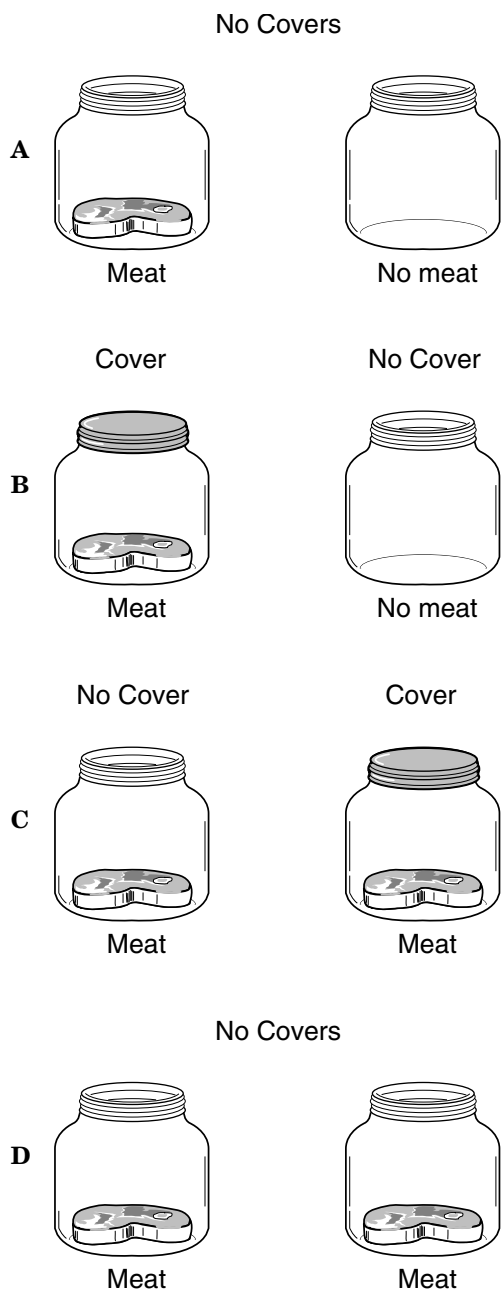 No Covers
A
Meat No meat
Cover No Cover
B
Meat No meat
No Cover Cover
C
Meat Meat
No Covers
D
Meat Meat